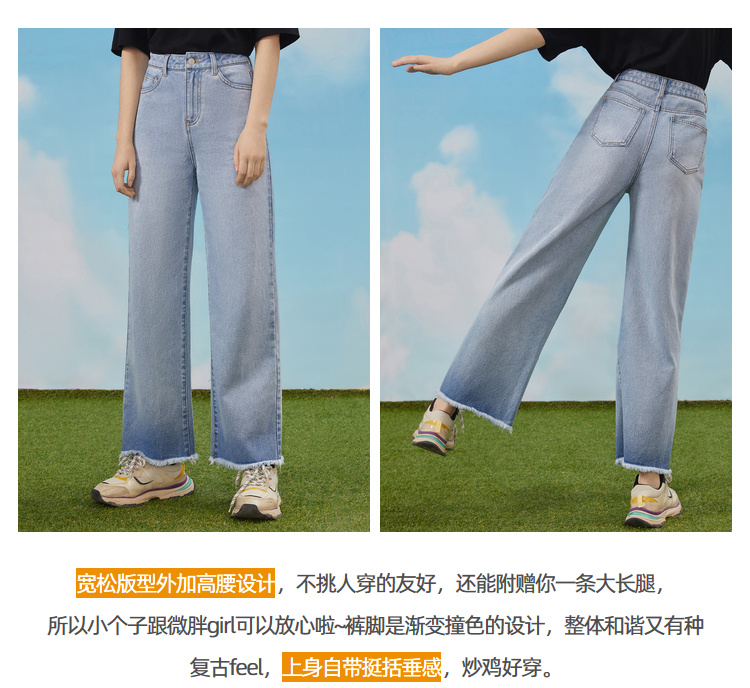 宽松版型外加高腰设计，不挑人穿的友好，还能附赠你一条大长腿，
所以小个子跟微胖girl可以放心啦~裤脚是渐变撞色的设计，整体和谐又有种
复古feel，上身自带挺括垂感，炒鸡好穿。